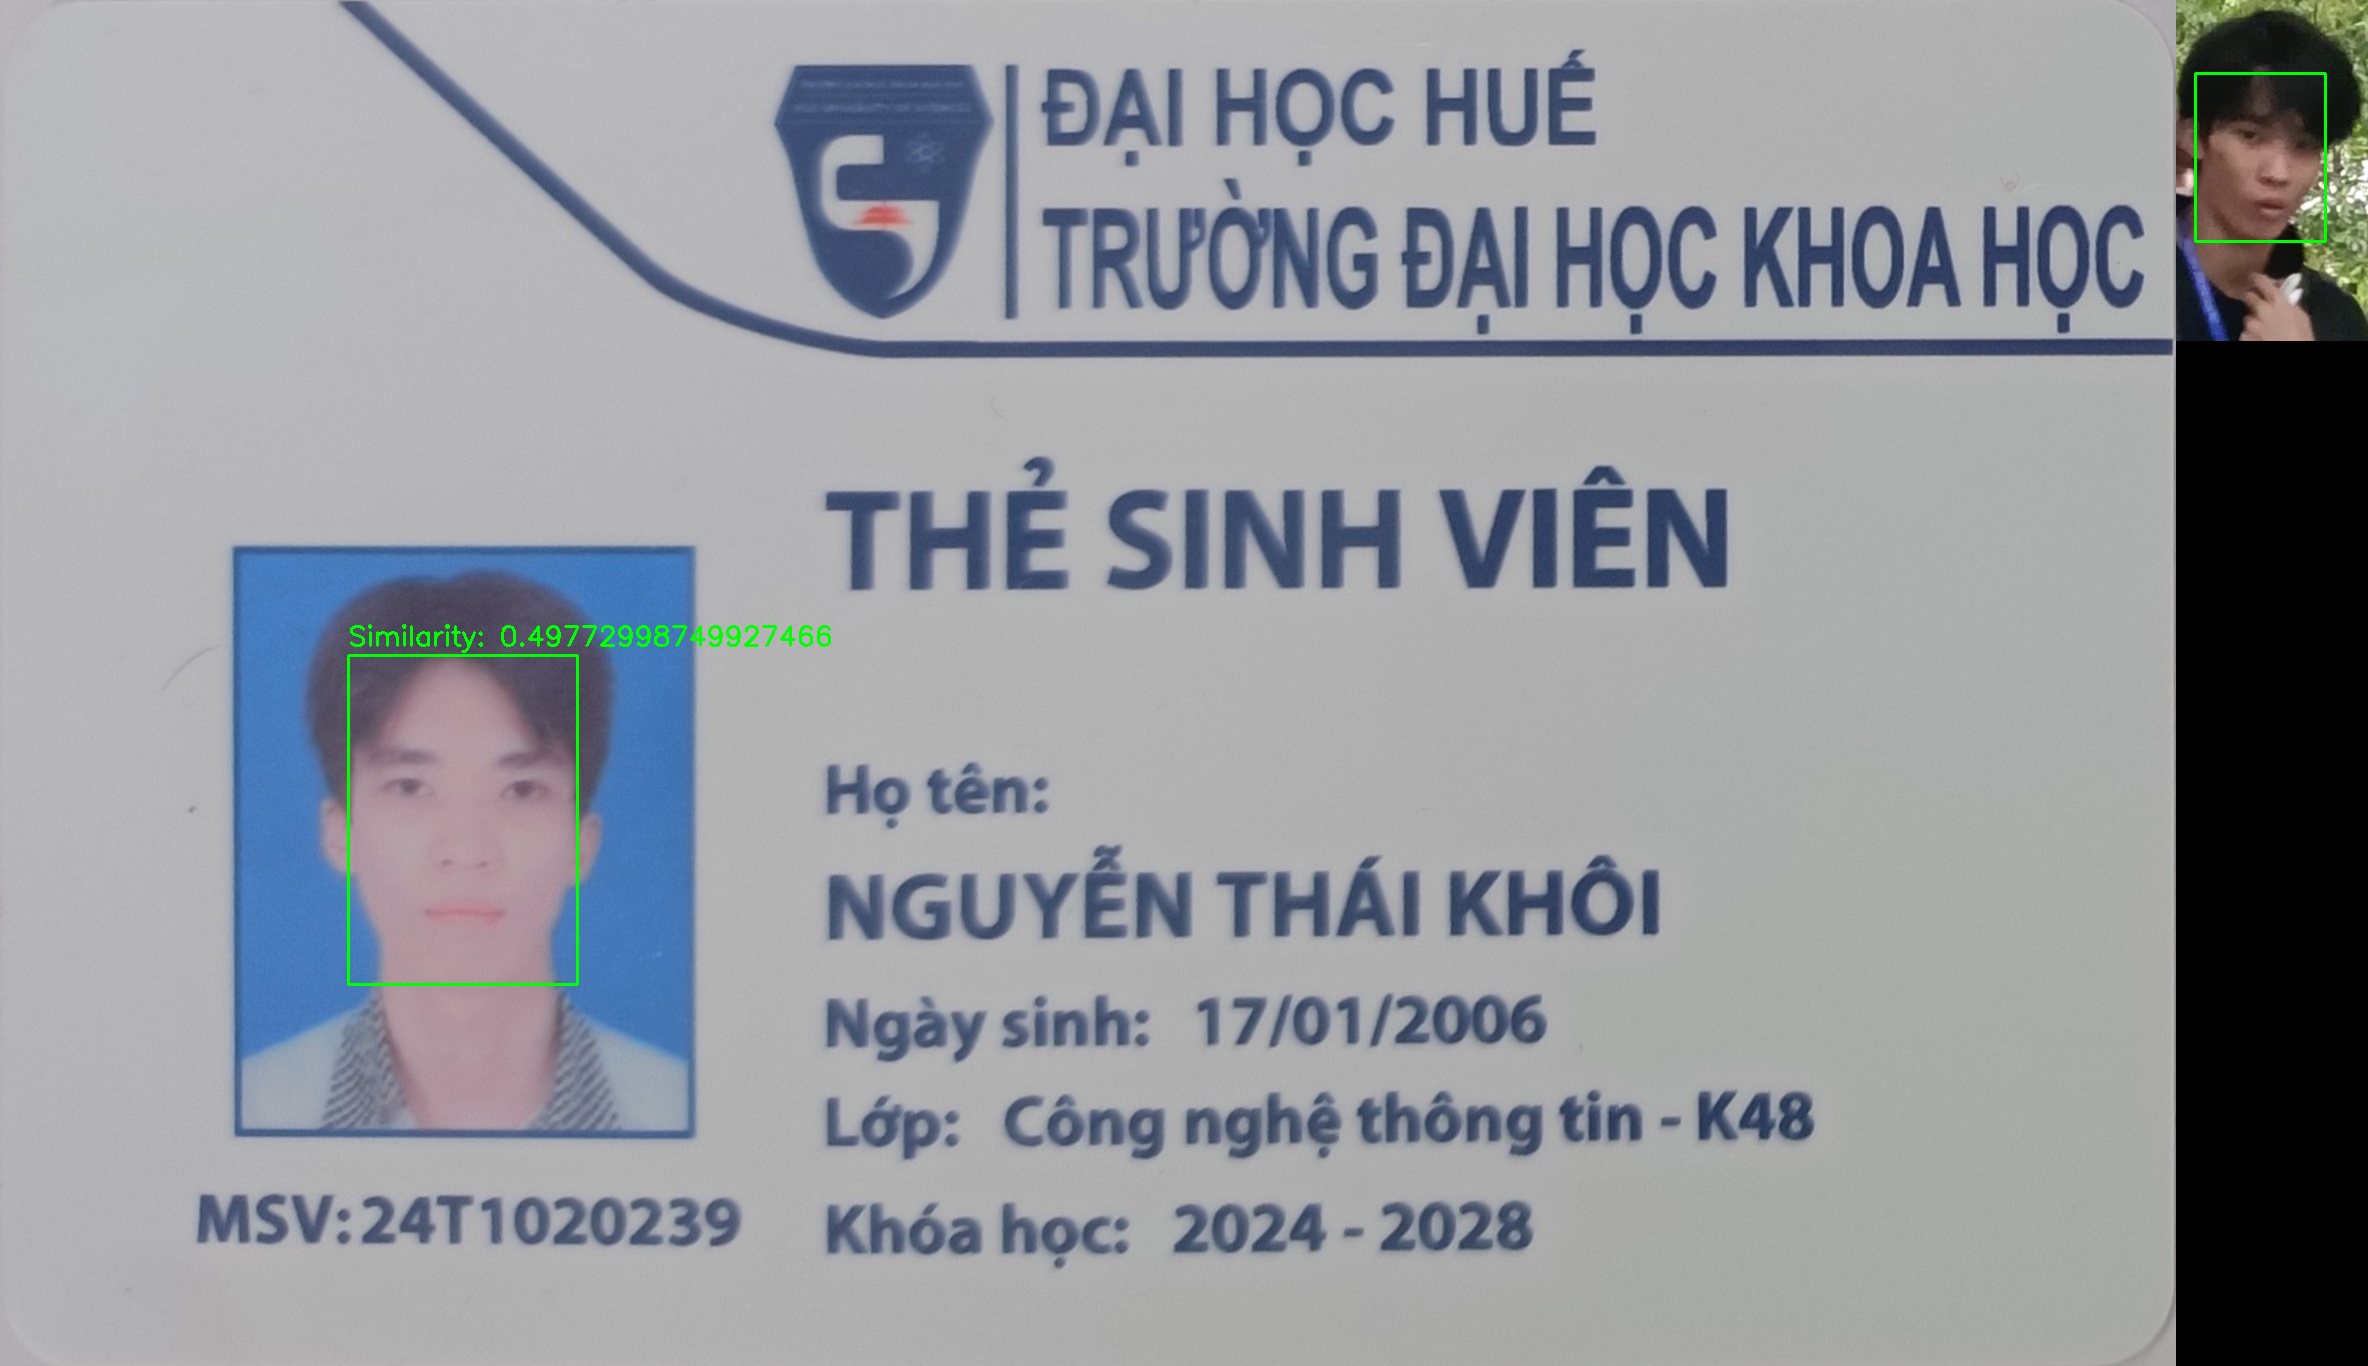 ĐẠI HỌC HUẾ
TRƯỜNG ĐẠI HỌC KHOA HỌC
THẺ SINH VIÊN
Similarity: 0.49772998749927466
Họ tên:
NGUYỄN THÁI KHÔI
Ngày sinh: 17/01/2006
Lớp: Công nghệ thông tin - K48
MSV: 24T1020239
Khóa học: 2024 - 2028